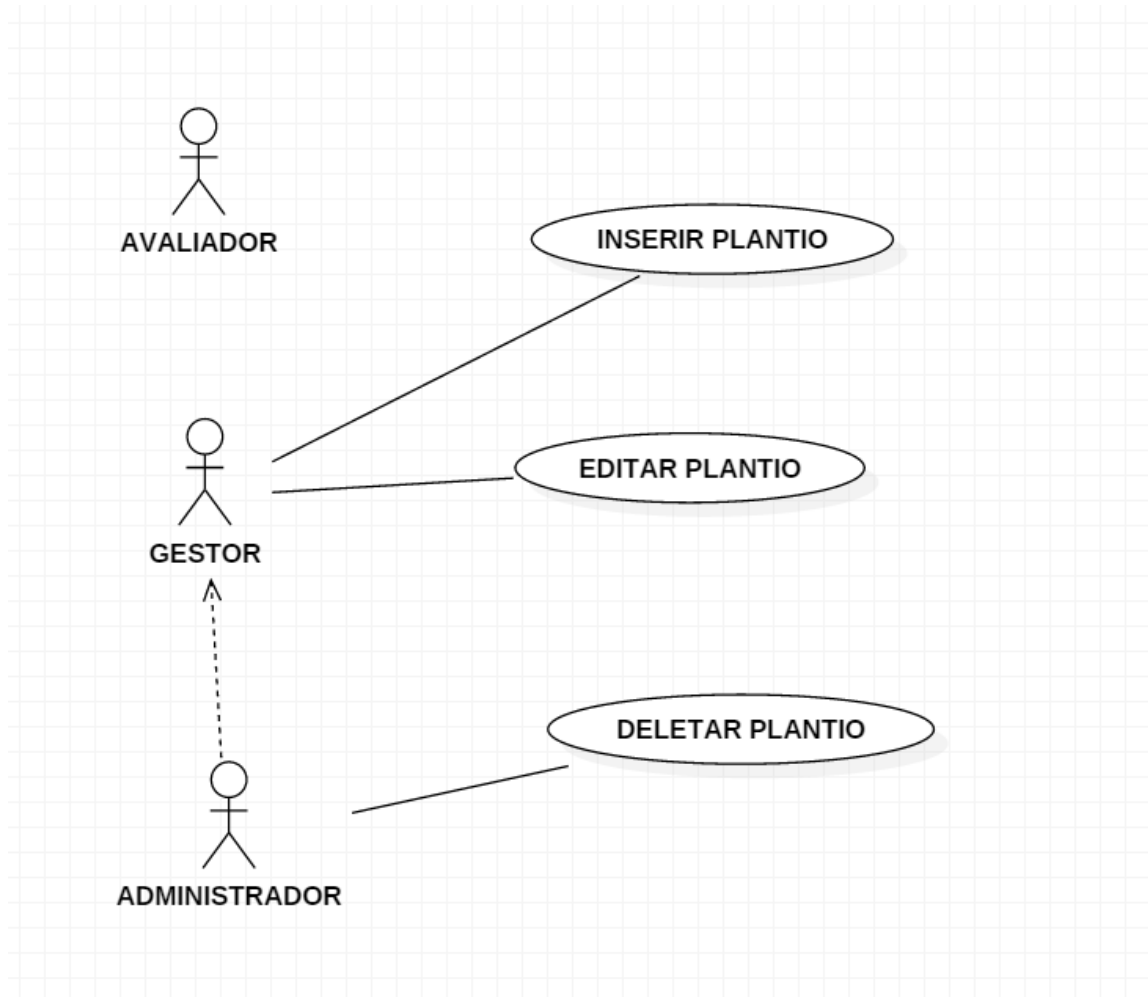 AVALIADOR
INSERIR PLANTIO
EDITAR PLANTIO
GESTOR
DELETAR PLANTIO
ADMINISTRADOR